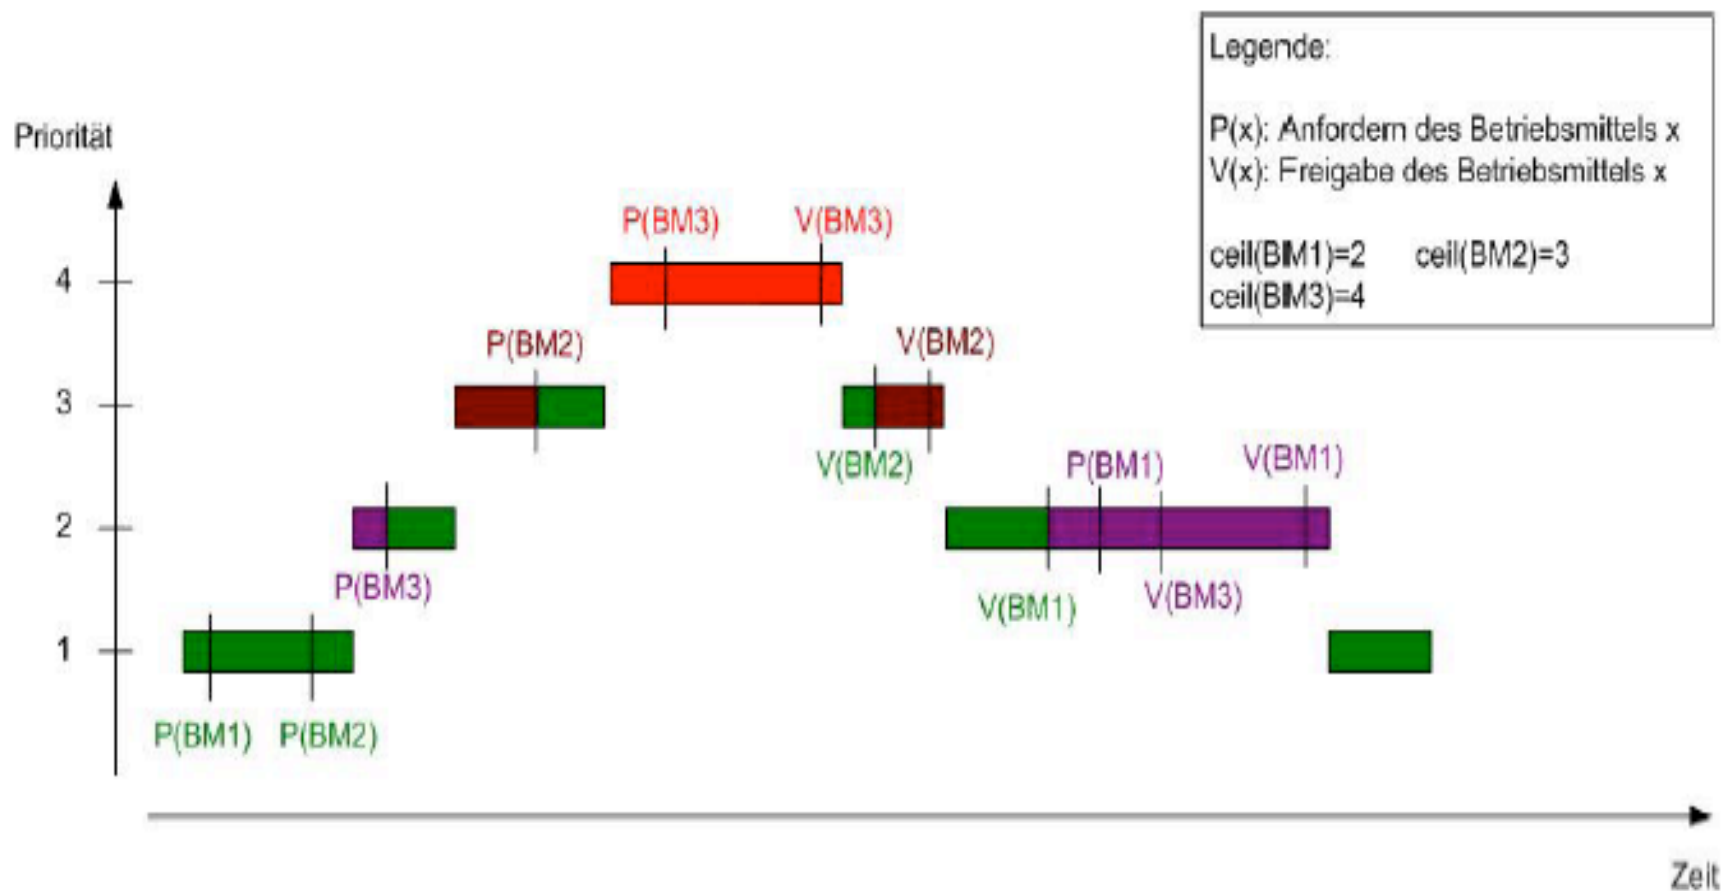 Legende:
P(x): Anfordern des Betriebsmittels x
V(x): Freigabe des Betriebsmittels x
ceil(BM1)=2 ceil(BM2)=3
ceil(BM3)=4
Priorität
P(BM3) V(BM3)
4
P(BM2) V(BM2)
3
V(BM2) P(BM1) V(BM1)
2
P(BM3) V(BM1) V(BM3)
1
P(BM1) P(BM2)
Zeit